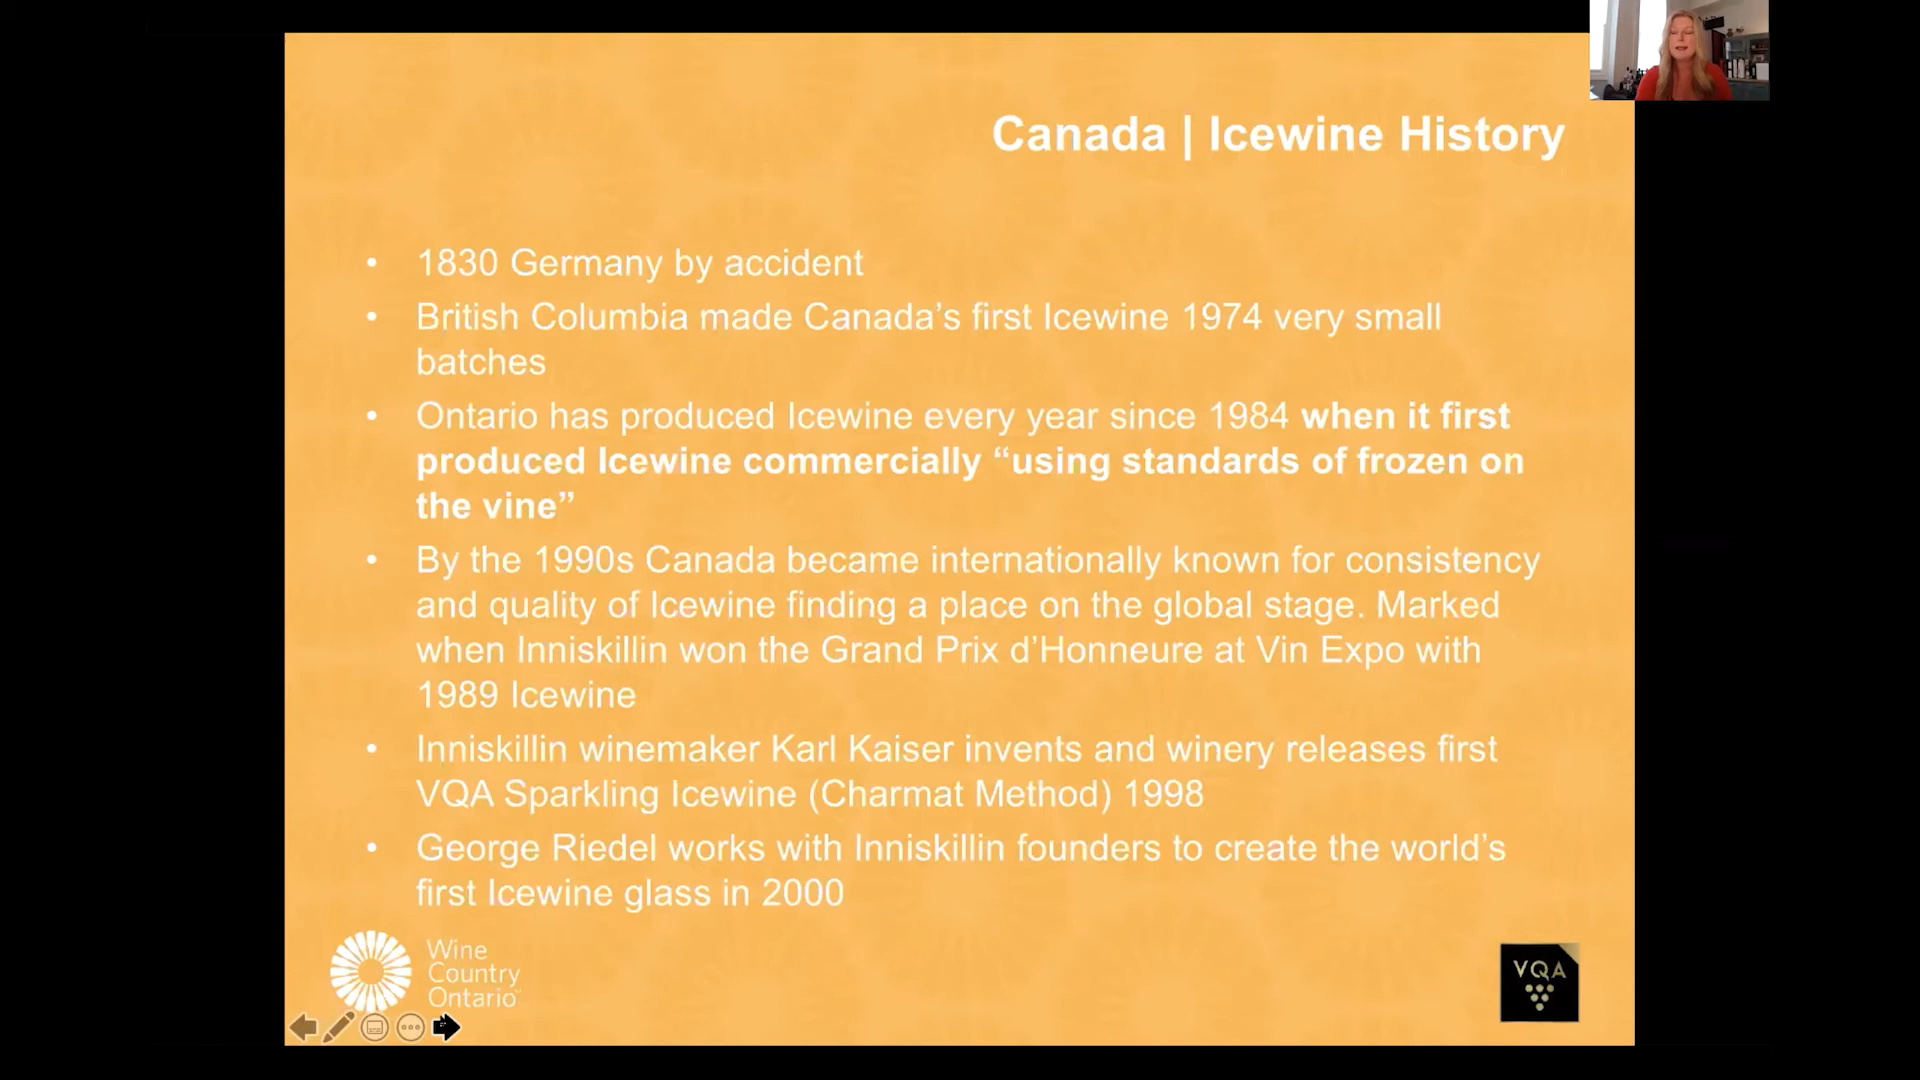 Canada | Icewine History
• 1830 Germany by accident
• British Columbia made Canada’s first Icewine 1974 very small
batches
• Ontario has produced Icewine every year since 1984 when it first
produced Icewine commercially “using standards of frozen on
the vine”
• By the 1990s Canada became internationally known for consistency
and quality of Icewine finding a place on the global stage. Marked
when Inniskillin won the Grand Prix d’Honneure at Vin Expo with
1989 Icewine
• Inniskillin winemaker Karl Kaiser invents and winery releases first
VQA Sparkling Icewine (Charmat Method) 1998
• George Riedel works with Inniskillin founders to create the world’s
first Icewine glass in 2000
Wine
Country
Ontario
VQA